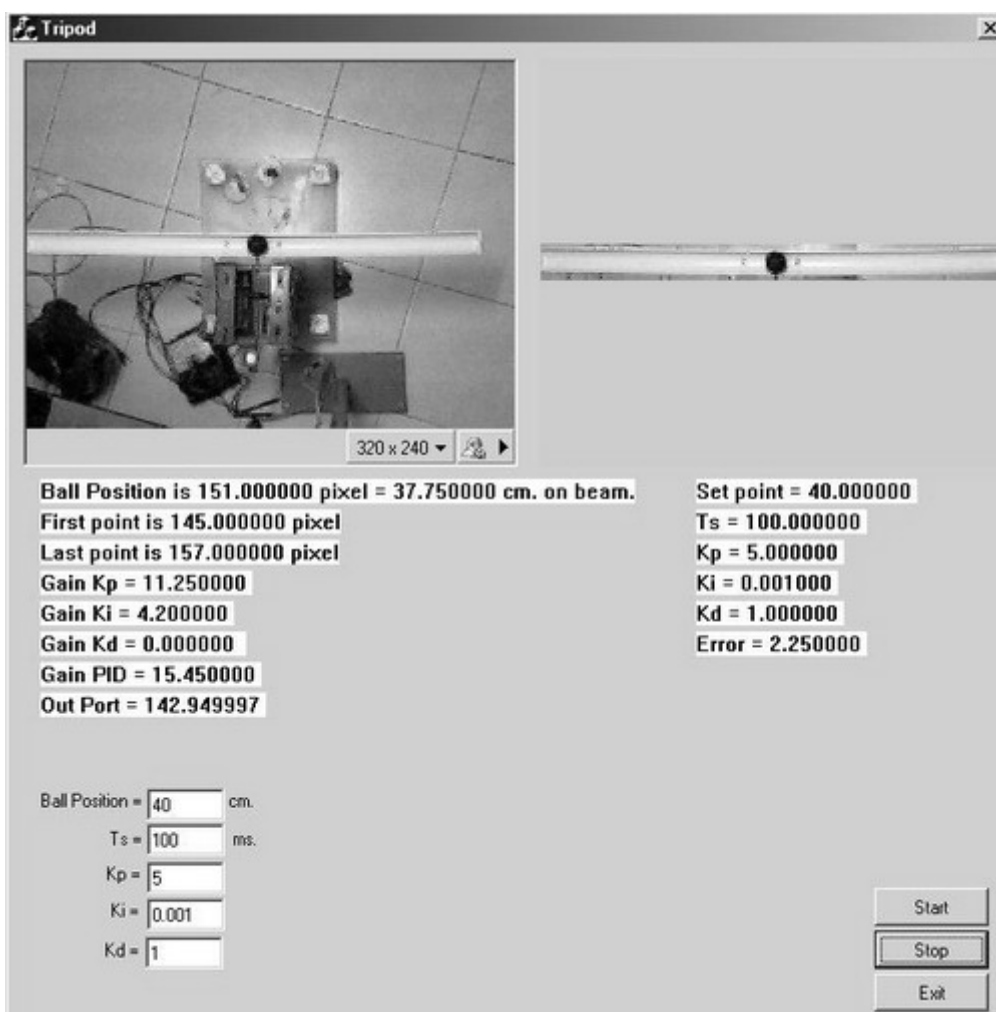 Tripod
320 x 240
Ball Position is 151.000000 pixel = 37.750000 cm. on beam.
First point is 145.000000 pixel
Last point is 157.000000 pixel
Gain Kp = 11.250000
Gain Ki = 4.200000
Gain Kd = 0.000000
Gain PID = 15.450000
Out Port = 142.949997
Set point = 40.000000
Ts = 100.000000
Kp = 5.000000
Ki = 0.001000
Kd = 1.000000
Error = 2.250000
Ball Position = 40 cm.
Ts = 100 ms.
Kp = 5
Ki = 0.001
Kd = 1
Start
Stop
Exit